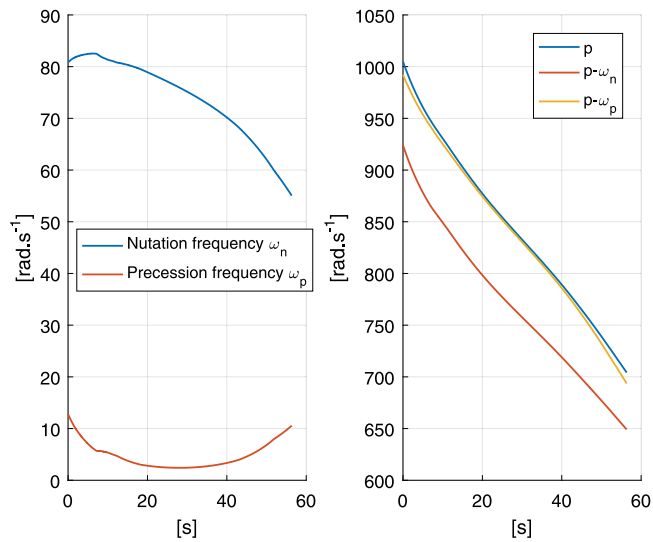 90
80
70
60
50
40
30
20
10
0
[rad.s⁻¹]
Nutation frequency ωₙ
Precession frequency ωₚ
0 20 40 60
[s]
1050
1000
950
900
850
800
750
700
650
600
[rad.s⁻¹]
p
p-ωₙ
p-ωₚ
0 20 40 60
[s]